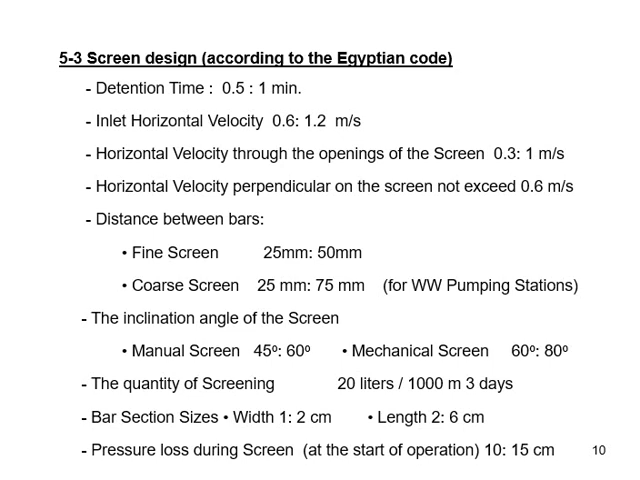 5-3 Screen design (according to the Egyptian code)
- Detention Time : 0.5 : 1 min.
- Inlet Horizontal Velocity 0.6: 1.2 m/s
- Horizontal Velocity through the openings of the Screen 0.3: 1 m/s
- Horizontal Velocity perpendicular on the screen not exceed 0.6 m/s
- Distance between bars:
• Fine Screen 25mm: 50mm
• Coarse Screen 25 mm: 75 mm (for WW Pumping Stations)
- The inclination angle of the Screen
• Manual Screen 45º: 60º • Mechanical Screen 60º: 80º
- The quantity of Screening 20 liters / 1000 m 3 days
- Bar Section Sizes • Width 1: 2 cm • Length 2: 6 cm
- Pressure loss during Screen (at the start of operation) 10: 15 cm
10